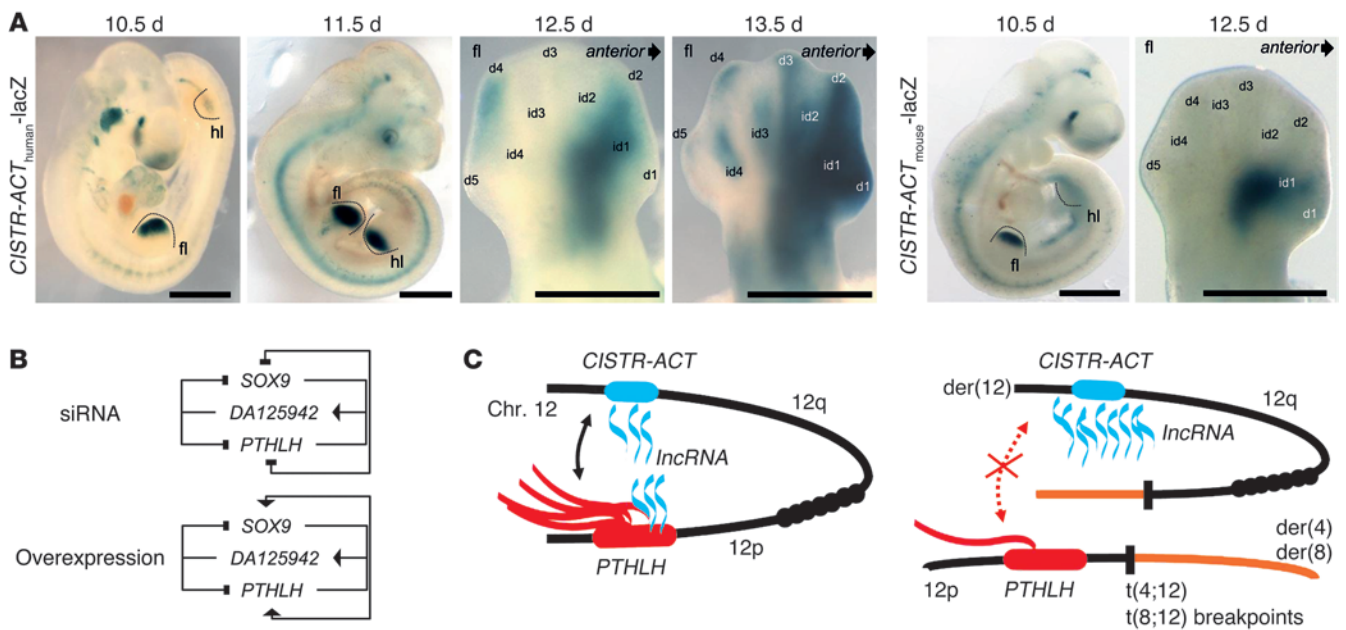 A
10.5 d
11.5 d
12.5 d
13.5 d
10.5 d
12.5 d
CISTR-ACThuman-lacZ
hl
fl
fl
hl
fl
anterior
d3
d4
d2
id3
id2
id4
id1
d5
d1
fl
anterior
d4
d3
d2
id2
d5
id3
id4
id1
d1
CISTR-ACTmouse-lacZ
hl
fl
fl
anterior
d3
d4
id3
d2
id4
id2
d5
id1
d1
B
siRNA
SOX9
DA125942
PTHLH
Overexpression
SOX9
DA125942
PTHLH
C
CISTR-ACT
Chr. 12
12q
lncRNA
12p
PTHLH
CISTR-ACT
der(12)
12q
lncRNA
der(4)
der(8)
12p
PTHLH
t(4;12)
t(8;12) breakpoints